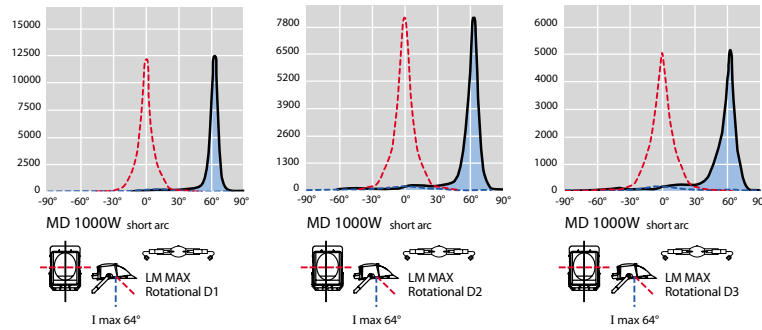 15000
12500
10000
7500
5000
2500
0
-90° -60° -30° 0° 30° 60° 90°
MD 1000W short arc
LM MAX
Rotational D1
I max 64°
7800
6500
5200
3900
2600
1300
0
-90° -60° -30° 0° 30° 60° 90°
MD 1000W short arc
LM MAX
Rotational D2
I max 64°
6000
5000
4000
3000
2000
1000
0
-90° -60° -30° 0° 30° 60° 90°
MD 1000W short arc
LM MAX
Rotational D3
I max 64°